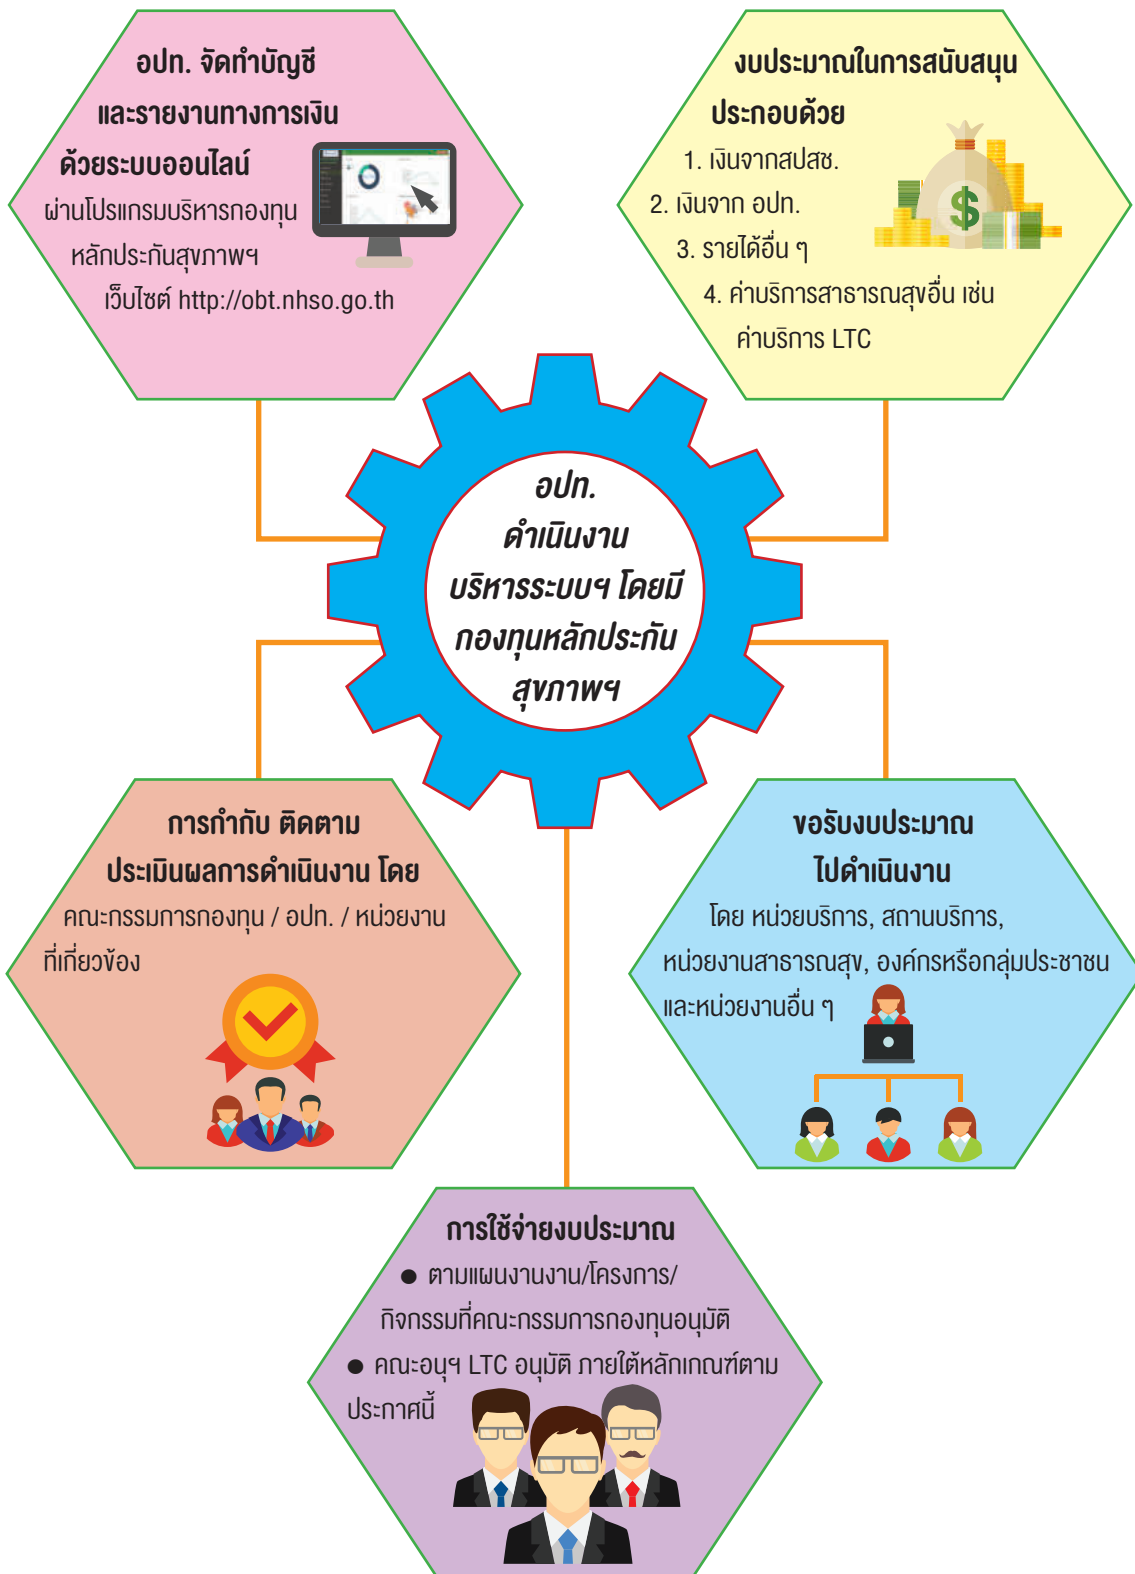 อปท. จัดทำบัญชี
และรายงานทางการเงิน
ด้วยระบบออนไลน์
ผ่านโปรแกรมบริหารกองทุน
หลักประกันสุขภาพฯ
เว็บไซต์ http://obt.nhso.go.th
งบประมาณในการสนับสนุน
ประกอบด้วย
1. เงินจากสปสช.
2. เงินจาก อปท.
3. รายได้อื่น ๆ
4. ค่าบริการสาธารณสุขอื่น เช่น
ค่าบริการ LTC
อปท.
ดำเนินงาน
บริหารระบบฯ โดยมี
กองทุนหลักประกัน
สุขภาพฯ
การกำกับ ติดตาม
ประเมินผลการดำเนินงาน โดย
คณะกรรมการกองทุน / อปท. / หน่วยงาน
ที่เกี่ยวข้อง
ขอรับงบประมาณ
ไปดำเนินงาน
โดย หน่วยบริการ, สถานบริการ,
หน่วยงานสาธารณสุข, องค์กรหรือกลุ่มประชาชน
และหน่วยงานอื่น ๆ
การใช้จ่ายงบประมาณ
● ตามแผนงานงาน/โครงการ/
กิจกรรมที่คณะกรรมการกองทุนอนุมัติ
● คณะอนุฯ LTC อนุมัติ ภายใต้หลักเกณฑ์ตาม
ประกาศนี้